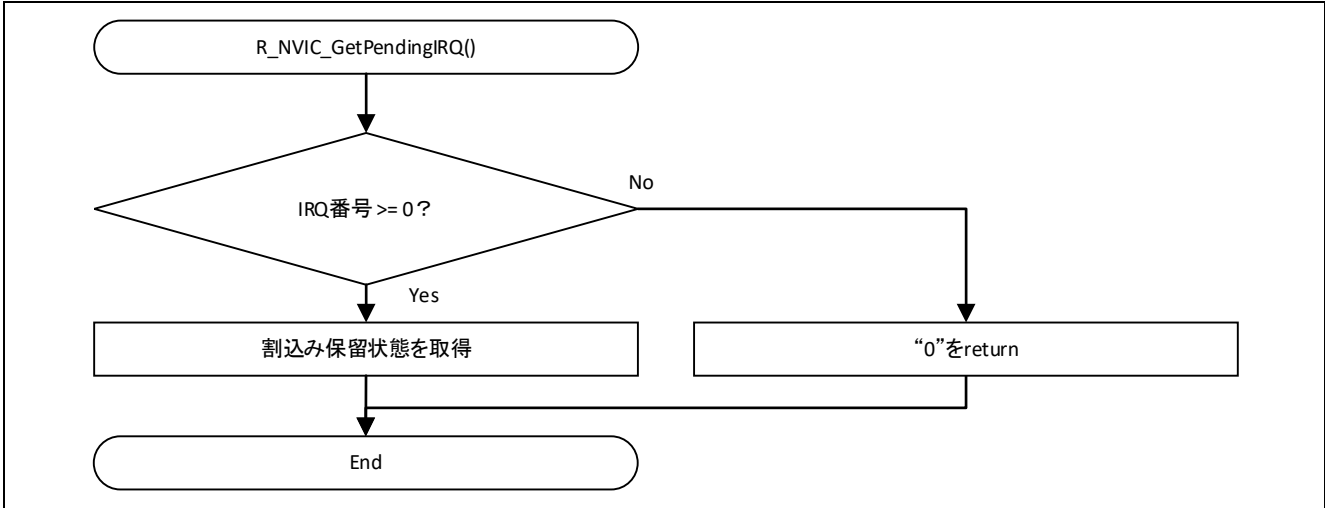 R_NVIC_GetPendingIRQ()
No
IRQ番号 >= 0？
Yes
割込み保留状態を取得
“0”をreturn
End